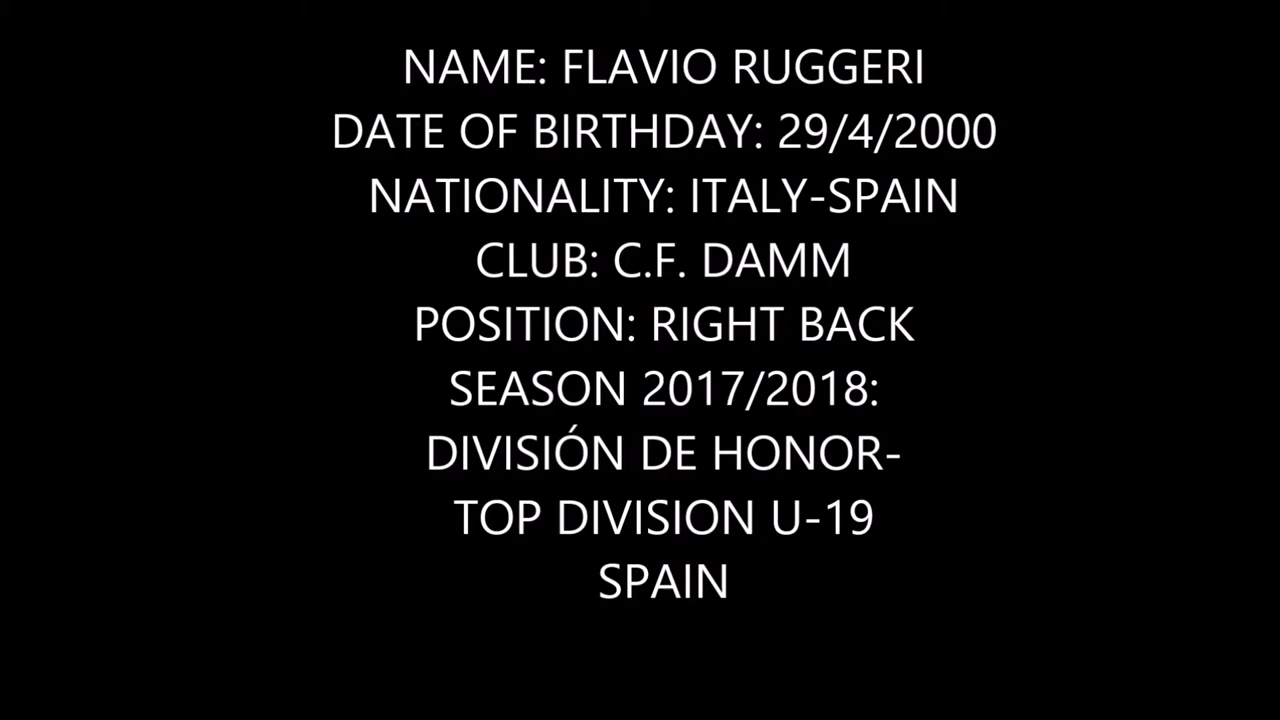 NAME: FLAVIO RUGGERI
DATE OF BIRTHDAY: 29/4/2000
NATIONALITY: ITALY-SPAIN
CLUB: C.F. DAMM
POSITION: RIGHT BACK
SEASON 2017/2018:
DIVISIÓN DE HONOR-
TOP DIVISION U-19
SPAIN